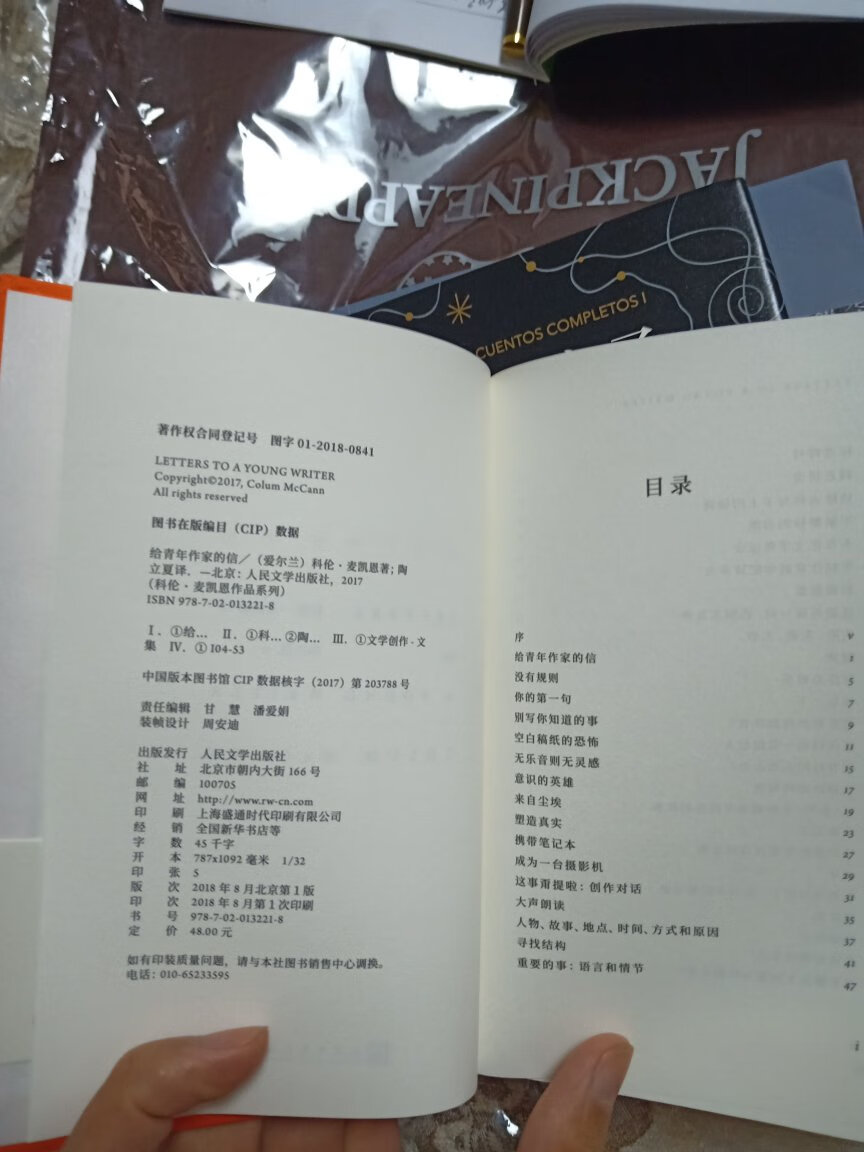 JACKPINEAPP
CUENTOS COMPLETOS I
著作权合同登记号 图字 01-2018-0841
LETTERS TO A YOUNG WRITER
Copyright©2017, Colum McCann
All rights reserved
图书在版编目（CIP）数据
给青年作家的信／（爱尔兰）科伦·麦凯恩著；陶
立夏译．—北京：人民文学出版社，2017
（科伦·麦凯恩作品系列）
ISBN 978-7-02-013221-8
Ⅰ．①给… Ⅱ．①科…②陶… Ⅲ．①文学创作-文
集 Ⅳ．①I04-53
中国版本图书馆 CIP 数据核字（2017）第 203788 号
责任编辑 甘 慧 潘爱娟
装帧设计 周安迪
出版发行 人民文学出版社
社 址 北京市朝内大街 166 号
邮 编 100705
网 址 http://www.rw-cn.com
印 刷 上海盛通时代印刷有限公司
经 销 全国新华书店等
字 数 45 千字
开 本 787x1092 毫米 1/32
印 张 5
版 次 2018 年 8 月北京第 1 版
印 次 2018 年 8 月第 1 次印刷
书 号 978-7-02-013221-8
定 价 48.00 元
如有印装质量问题，请与本社图书销售中心调换。
电话：010-65233595
目录
序 v
给青年作家的信 1
没有规则 5
你的第一句 7
别写你知道的事 9
空白稿纸的恐怖 11
无乐音则无灵感 15
意识的英雄 17
来自尘埃 19
塑造真实 23
携带笔记本 27
成为一台摄影机 29
这事甭提啦：创作对话 31
大声朗读 35
人物、故事、地点、时间、方式和原因 37
寻找结构 41
重要的事：语言和情节 47
i